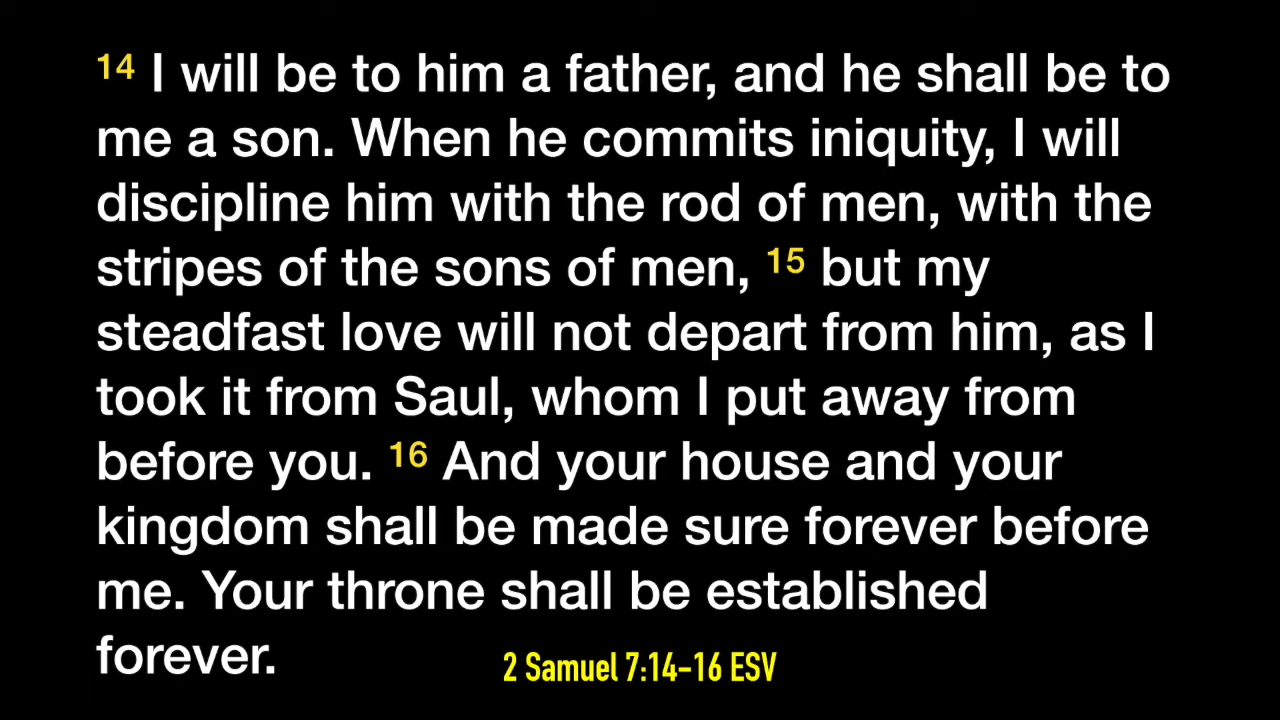 14 I will be to him a father, and he shall be to
me a son. When he commits iniquity, I will
discipline him with the rod of men, with the
stripes of the sons of men, 15 but my
steadfast love will not depart from him, as I
took it from Saul, whom I put away from
before you. 16 And your house and your
kingdom shall be made sure forever before
me. Your throne shall be established
forever.
2 Samuel 7:14–16 ESV